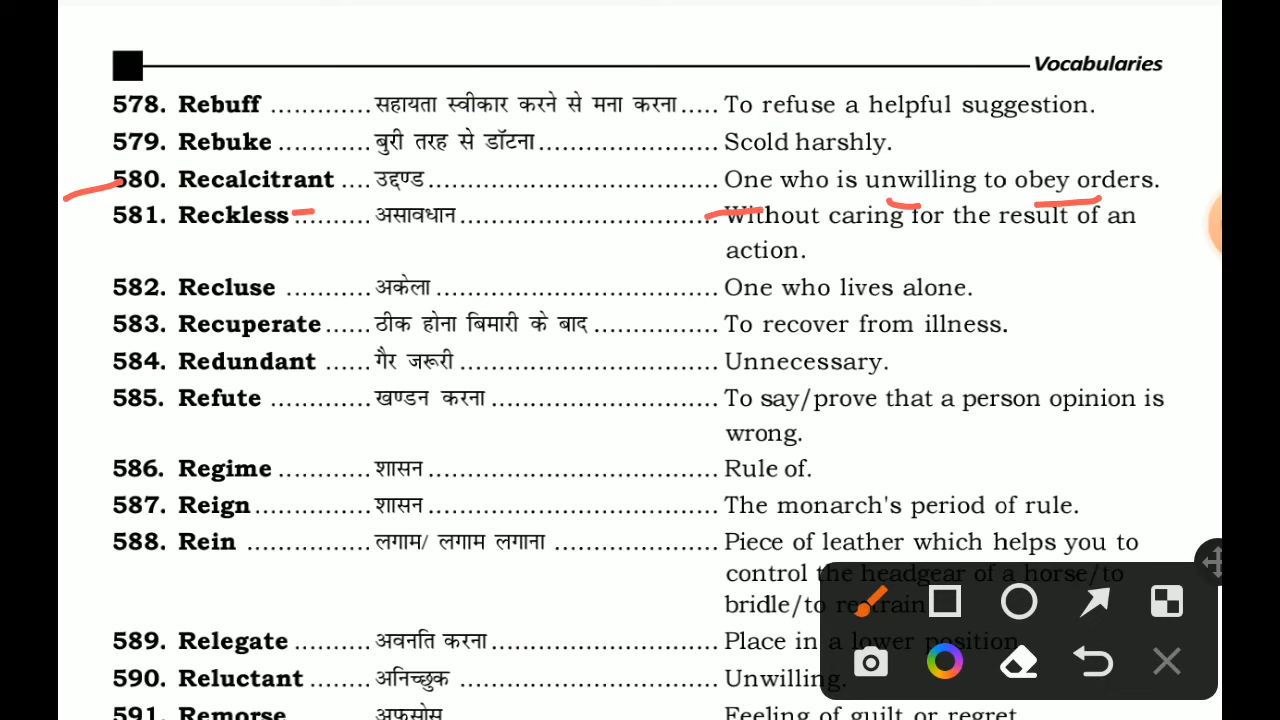 Vocabularies
578. Rebuff ............ सहायता स्वीकार करने से मना करना ..... To refuse a helpful suggestion.
579. Rebuke ............ बुरी तरह से डॉटना ........................ Scold harshly.
580. Recalcitrant .... उद्दण्ड ....................................... One who is unwilling to obey orders.
581. Reckless .......... असावधान ................................... Without caring for the result of an
action.
582. Recluse ........... अकेला ...................................... One who lives alone.
583. Recuperate ...... ठीक होना बिमारी के बाद ................ To recover from illness.
584. Redundant ...... गैर जरूरी ................................... Unnecessary.
585. Refute ............. खण्डन करना ............................... To say/prove that a person opinion is
wrong.
586. Regime ............ शासन ....................................... Rule of.
587. Reign ............... शासन ....................................... The monarch's period of rule.
588. Rein ................ लगाम/ लगाम लगाना ...................... Piece of leather which helps you to
control the headgear of a horse/to
bridle/to restrain
589. Relegate .......... अवनति करना ............................... Place in a lower position
590. Reluctant ......... अनिच्छुक ................................... Unwilling.
591. Remorse अफसोस Feeling of guilt or regret